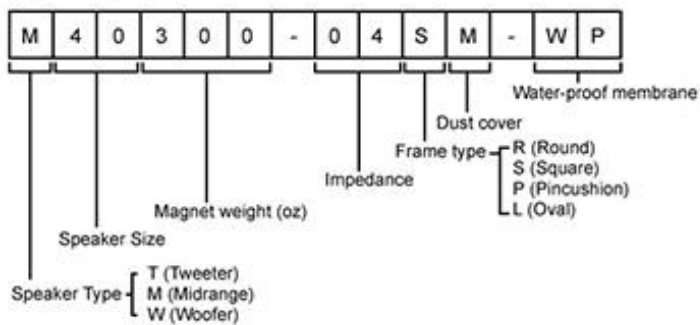 M 4 0 3 0 0 - 0 4 S M - W P
Water-proof membrane
Dust cover
Frame type
R (Round)
S (Square)
P (Pincushion)
L (Oval)
Impedance
Magnet weight (oz)
Speaker Size
Speaker Type
T (Tweeter)
M (Midrange)
W (Woofer)